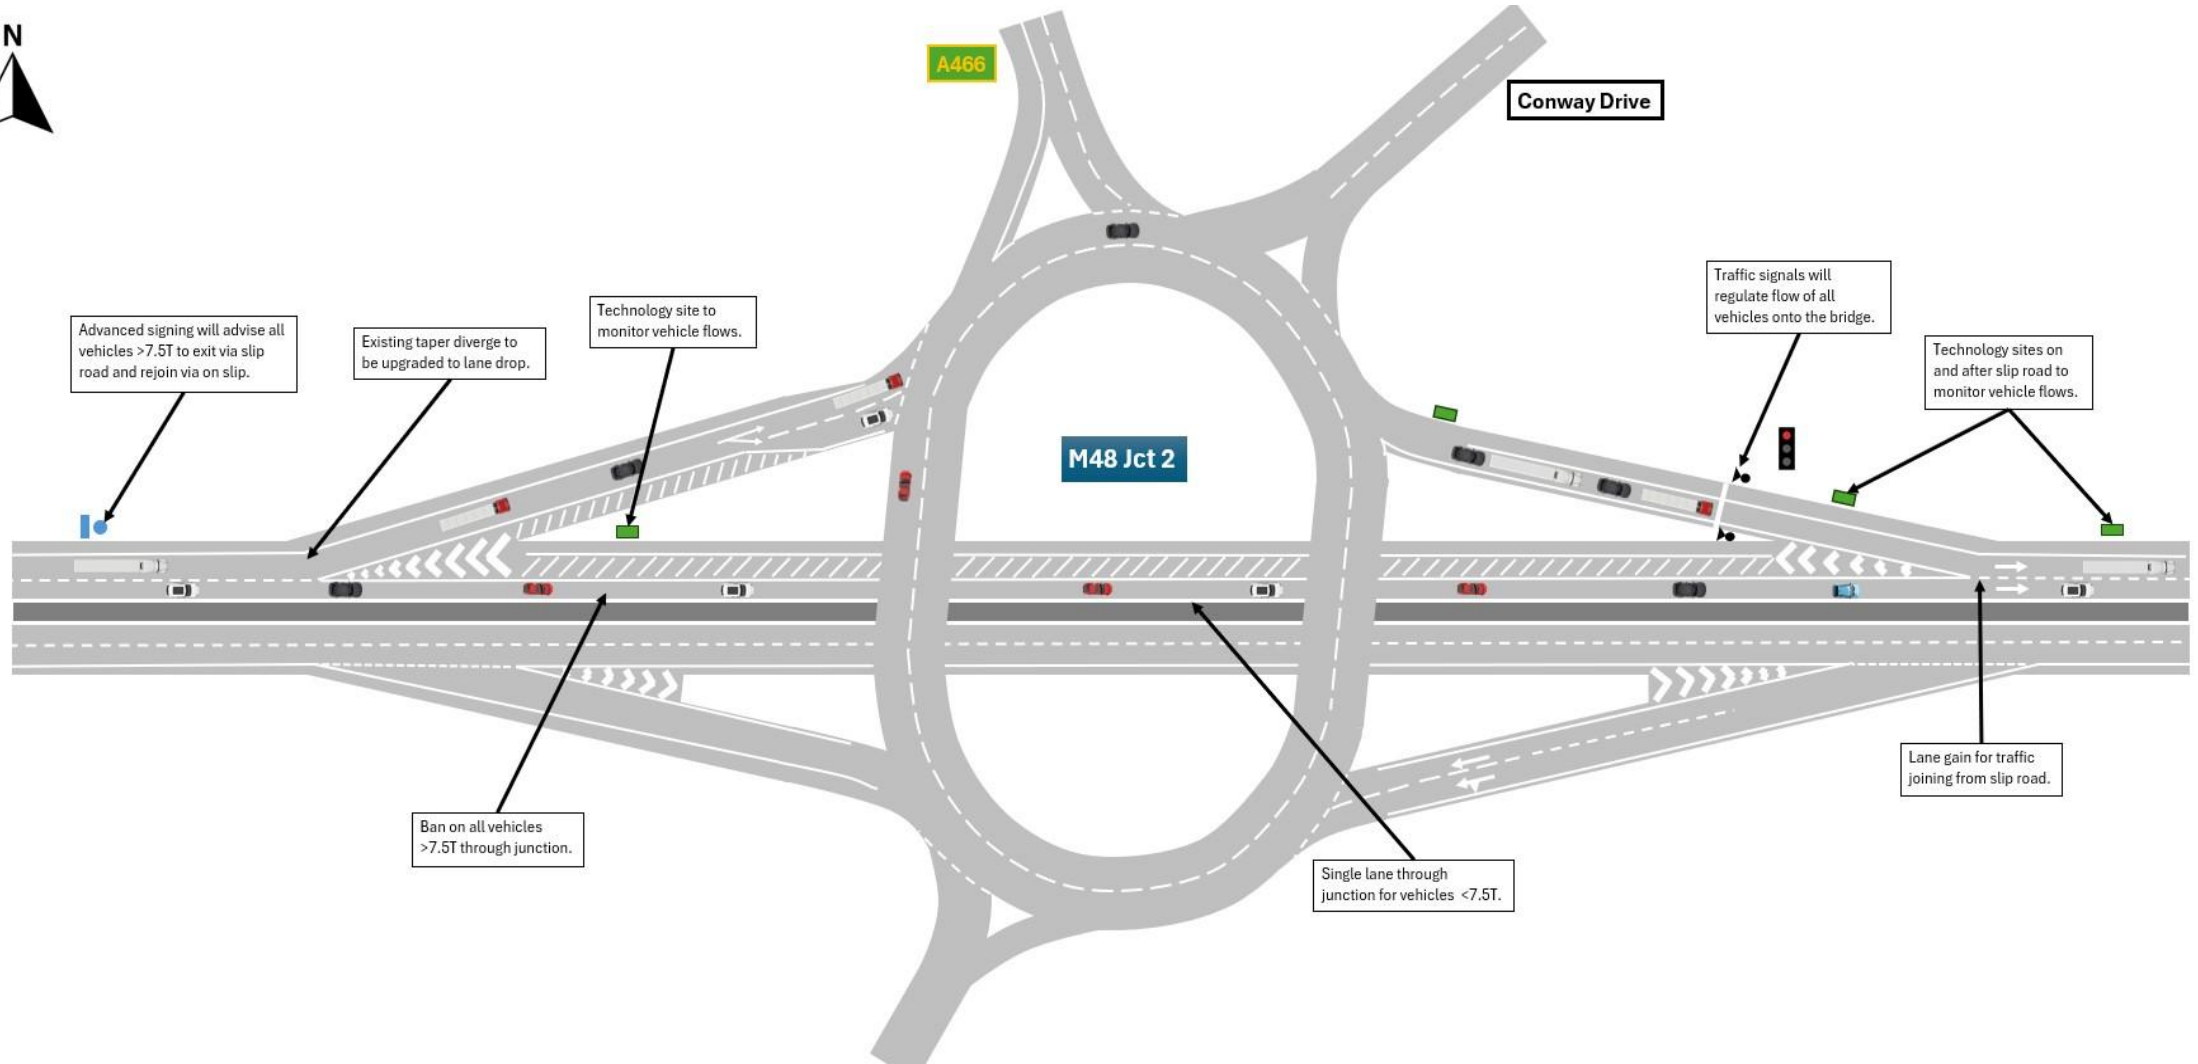 N
A466
Conway Drive
Traffic signals will
regulate flow of all
vehicles onto the bridge.
Technology site to
monitor vehicle flows.
Advanced signing will advise all
vehicles >7.5T to exit via slip
road and rejoin via on slip.
Existing taper diverge to
be upgraded to lane drop.
Technology sites on
and after slip road to
monitor vehicle flows.
M48 Jct 2
Lane gain for traffic
joining from slip road.
Ban on all vehicles
>7.5T through junction.
Single lane through
junction for vehicles <7.5T.